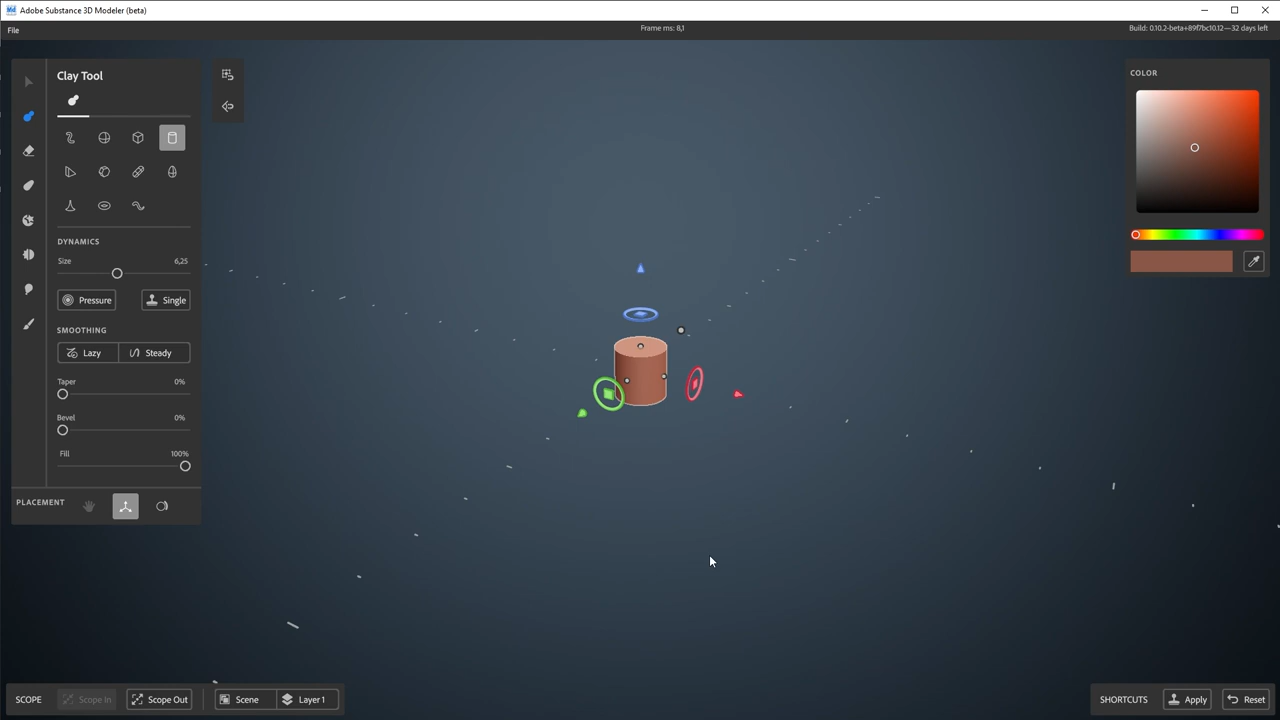 Adobe Substance 3D Modeler (beta)
File
Frame ms: 8,1
Build: 0.10.2-beta+89f7bc10.12—32 days left
Clay Tool
DYNAMICS
Size 6,25
Pressure Single
SMOOTHING
Lazy Steady
Taper 0%
Bevel 0%
Fill 100%
PLACEMENT
COLOR
SCOPE Scope In Scope Out Scene Layer 1
SHORTCUTS Apply Reset